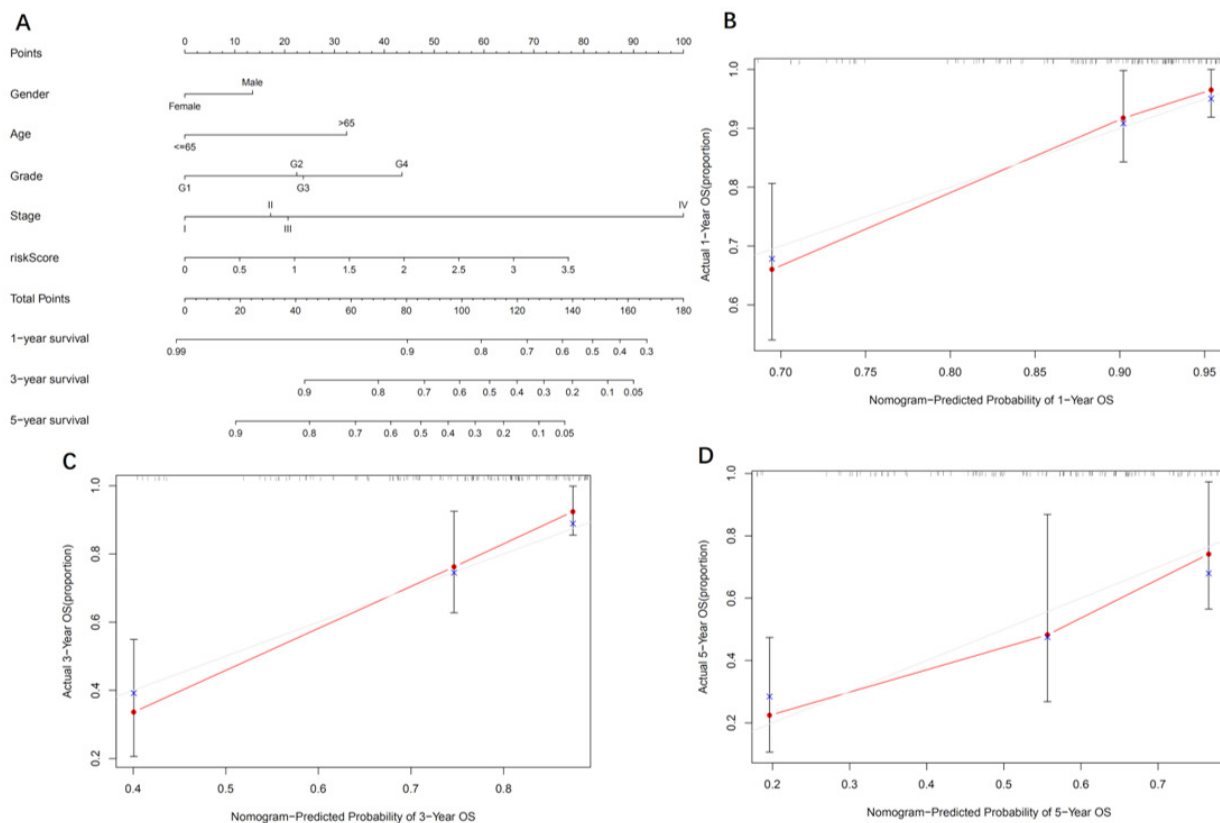 A
Points
0 10 20 30 40 50 60 70 80 90 100
Gender
Male
Female
Age
>65
<=65
Grade
G2 G4
G1 G3
Stage
II IV
I III
riskScore
0 0.5 1 1.5 2 2.5 3 3.5
Total Points
0 20 40 60 80 100 120 140 160 180
1-year survival
0.99 0.9 0.8 0.7 0.6 0.5 0.4 0.3
3-year survival
0.9 0.8 0.7 0.6 0.5 0.4 0.3 0.2 0.1 0.05
5-year survival
0.9 0.8 0.7 0.6 0.5 0.4 0.3 0.2 0.1 0.05
B
Actual 1-Year OS(proportion)
1.0
0.9
0.8
0.7
0.6
0.70 0.75 0.80 0.85 0.90 0.95
Nomogram-Predicted Probability of 1-Year OS
C
Actual 3-Year OS(proportion)
1.0
0.8
0.6
0.4
0.2
0.4 0.5 0.6 0.7 0.8
Nomogram-Predicted Probability of 3-Year OS
D
Actual 5-Year OS(proportion)
1.0
0.8
0.6
0.4
0.2
0.2 0.3 0.4 0.5 0.6 0.7
Nomogram-Predicted Probability of 5-Year OS